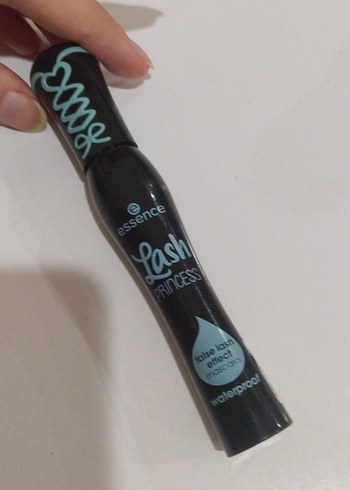 essence
Lash
PRINCESS
false lash
effect
mascara
waterproof